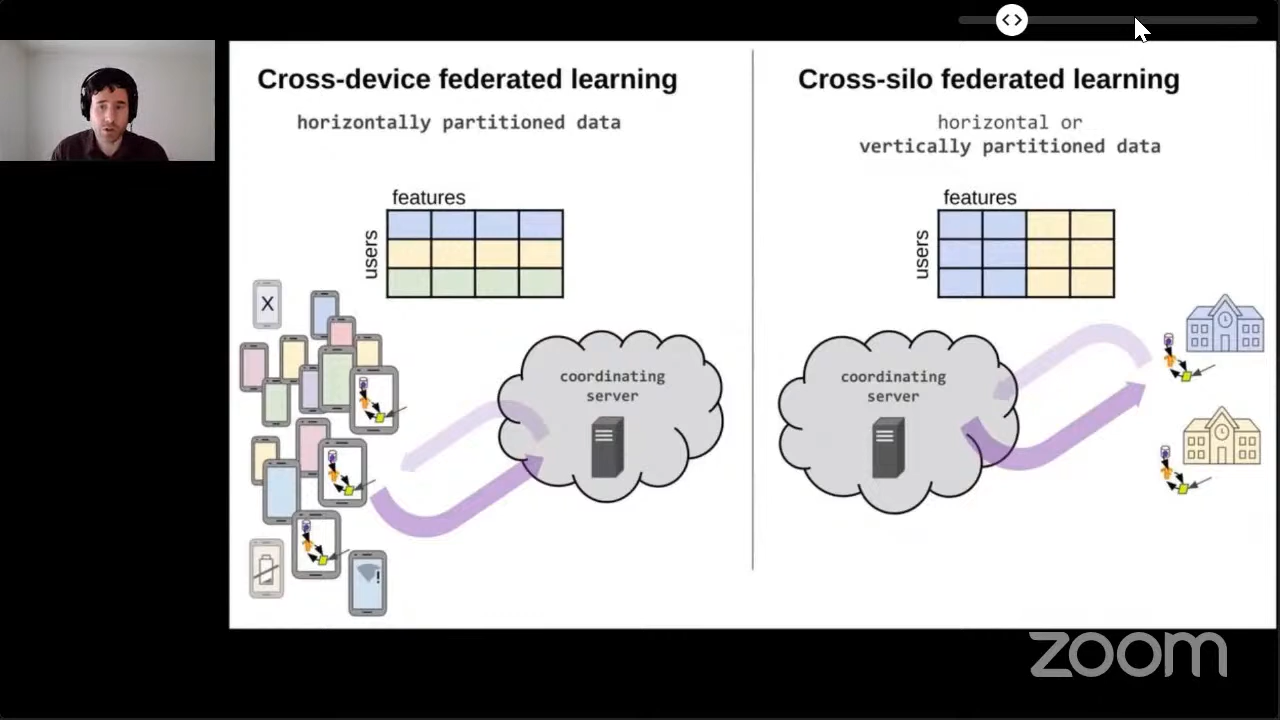 Cross-device federated learning
horizontally partitioned data
features
users
X
coordinating
server
!
Cross-silo federated learning
horizontal or
vertically partitioned data
features
users
coordinating
server
zoom